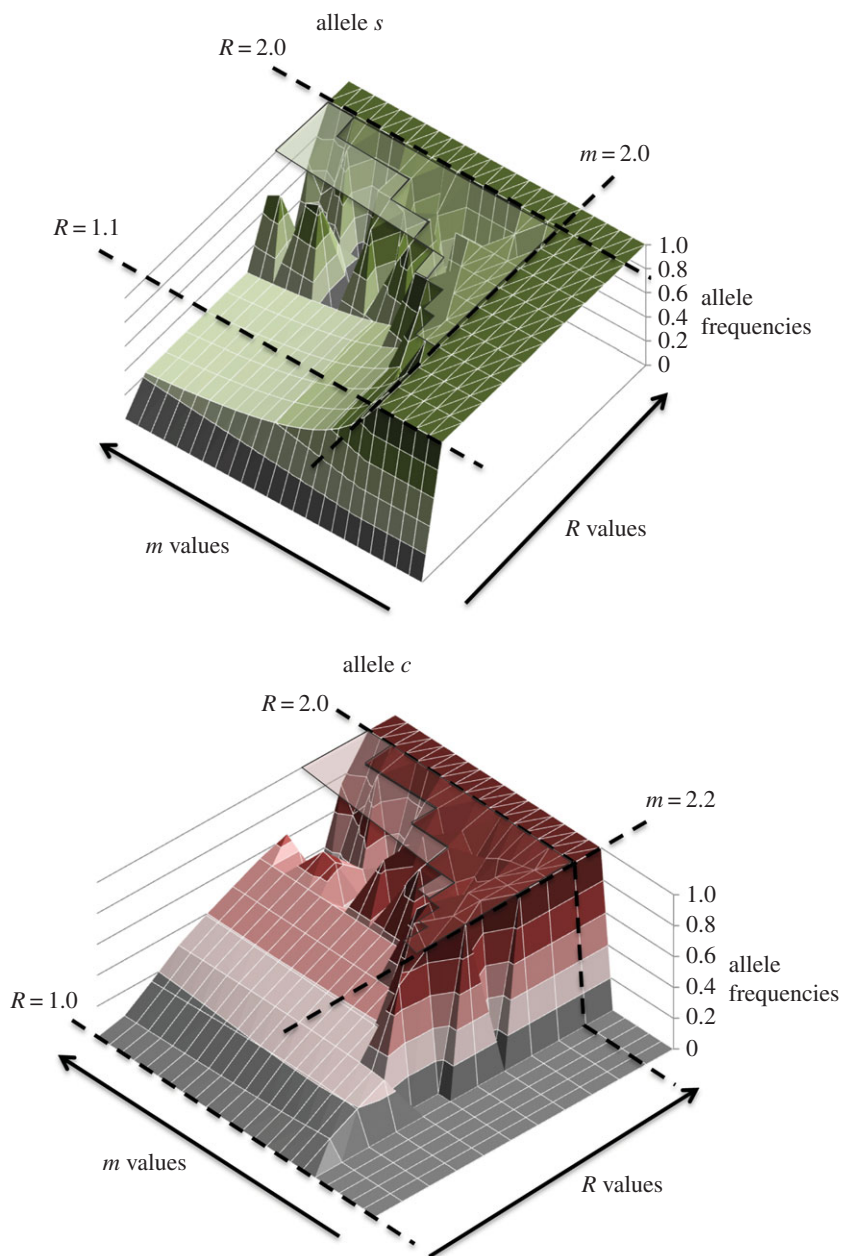 allele s
R = 2.0
m = 2.0
R = 1.1
1.0
0.8
0.6
0.4
0.2
0
allele
frequencies
m values
R values
allele c
R = 2.0
m = 2.2
1.0
0.8
0.6
0.4
0.2
0
allele
frequencies
R = 1.0
m values
R values